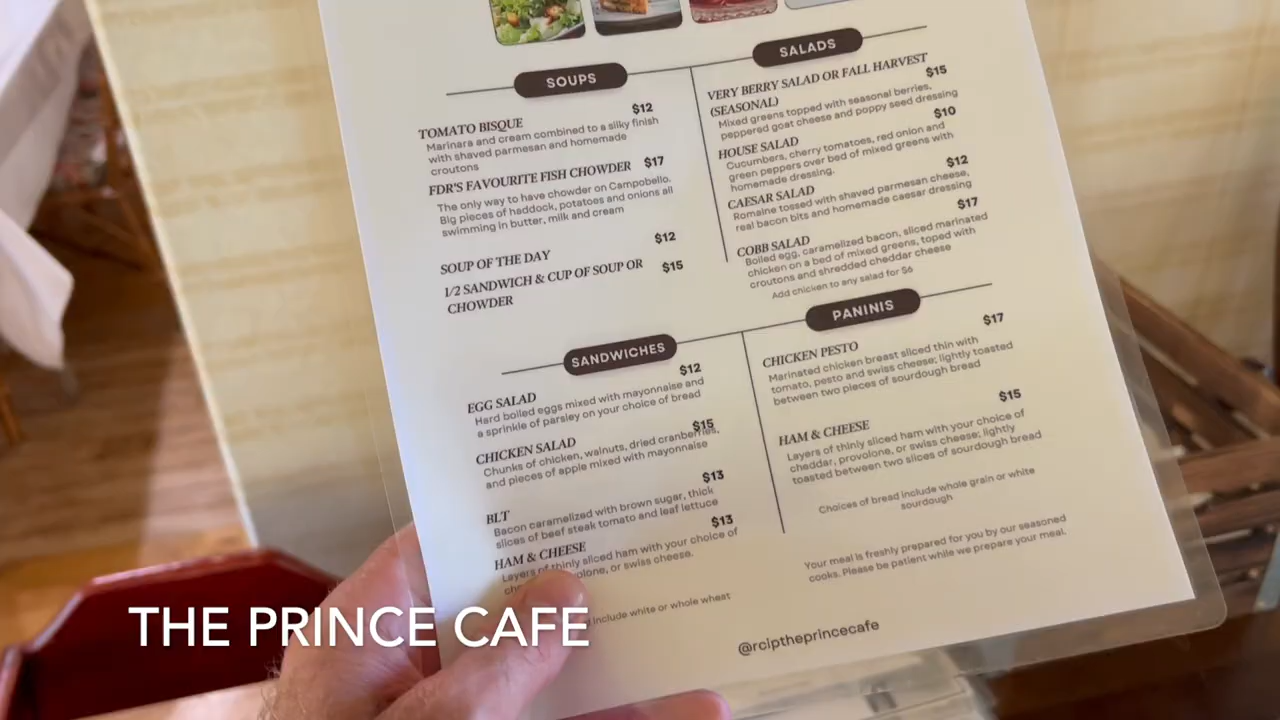 SOUPS
TOMATO BISQUE
$12
Marinara and cream combined to a silky finish
with shaved parmesan and homemade
croutons
FDR'S FAVOURITE FISH CHOWDER $17
The only way to have chowder on Campobello.
Big pieces of haddock, potatoes and onions all
swimming in butter, milk and cream
SOUP OF THE DAY $12
1/2 SANDWICH & CUP OF SOUP OR $15
CHOWDER
SALADS
VERY BERRY SALAD OR FALL HARVEST
(SEASONAL) $15
Mixed greens topped with seasonal berries,
peppered goat cheese and poppy seed dressing
HOUSE SALAD $10
Cucumbers, cherry tomatoes, red onion and
green peppers over bed of mixed greens with
homemade dressing.
CAESAR SALAD $12
Romaine tossed with shaved parmesan cheese,
real bacon bits and homemade caesar dressing
COBB SALAD $17
Boiled egg, caramelized bacon, sliced marinated
chicken on a bed of mixed greens, toped with
croutons and shredded cheddar cheese
Add chicken to any salad for $6
SANDWICHES
EGG SALAD $12
Hard boiled eggs mixed with mayonnaise and
a sprinkle of parsley on your choice of bread
CHICKEN SALAD $15
Chunks of chicken, walnuts, dried cranberries,
and pieces of apple mixed with mayonnaise
BLT $13
Bacon caramelized with brown sugar, thick
slices of beef steak tomato and leaf lettuce
HAM & CHEESE $13
Layers of thinly sliced ham with your choice of
or swiss cheese.
include white or whole wheat
PANINIS
CHICKEN PESTO $17
Marinated chicken breast sliced thin with
tomato, pesto and swiss cheese; lightly toasted
between two pieces of sourdough bread
HAM & CHEESE $15
Layers of thinly sliced ham with your choice of
cheddar, provolone, or swiss cheese; lightly
toasted between two slices of sourdough bread
Choices of bread include whole grain or white
sourdough
Your meal is freshly prepared for you by our seasoned
cooks. Please be patient while we prepare your meal.
@rciptheprincecafe
THE PRINCE CAFE